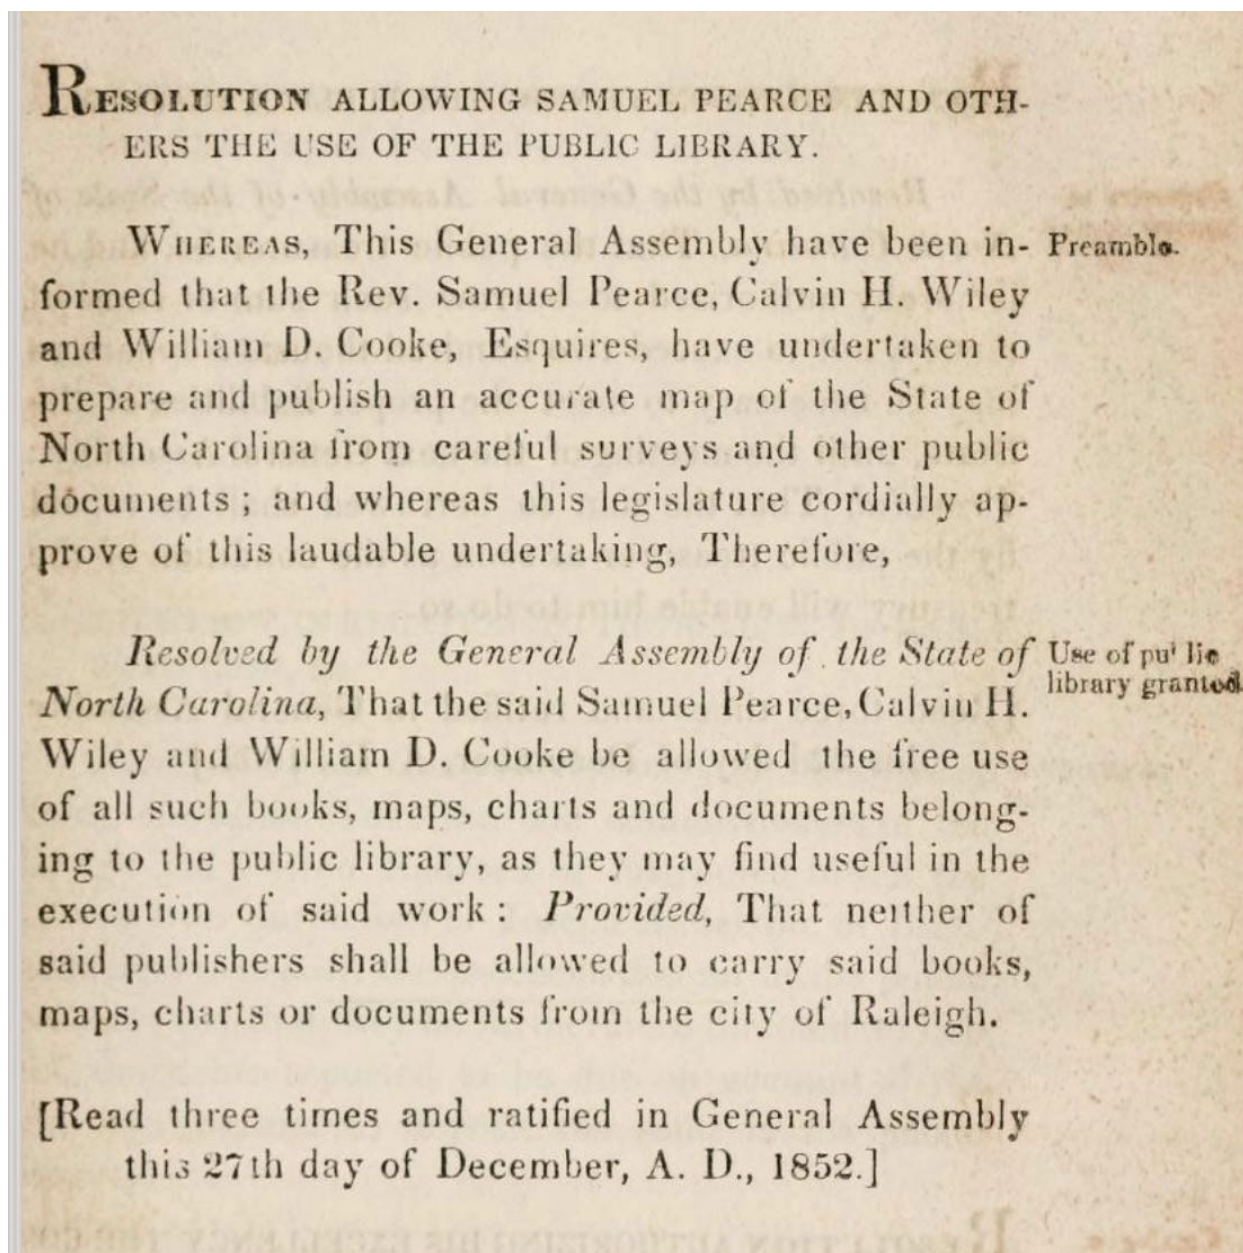 RESOLUTION ALLOWING SAMUEL PEARCE AND OTH-
ERS THE USE OF THE PUBLIC LIBRARY.
WHEREAS, This General Assembly have been in-
Preamble.
formed that the Rev. Samuel Pearce, Calvin H. Wiley
and William D. Cooke, Esquires, have undertaken to
prepare and publish an accurate map of the State of
North Carolina from careful surveys and other public
documents; and whereas this legislature cordially ap-
prove of this laudable undertaking, Therefore,
Resolved by the General Assembly of the State of
Use of public
North Carolina, That the said Samuel Pearce, Calvin H.
library granted.
Wiley and William D. Cooke be allowed the free use
of all such books, maps, charts and documents belong-
ing to the public library, as they may find useful in the
execution of said work: Provided, That neither of
said publishers shall be allowed to carry said books,
maps, charts or documents from the city of Raleigh.
[Read three times and ratified in General Assembly
this 27th day of December, A. D., 1852.]